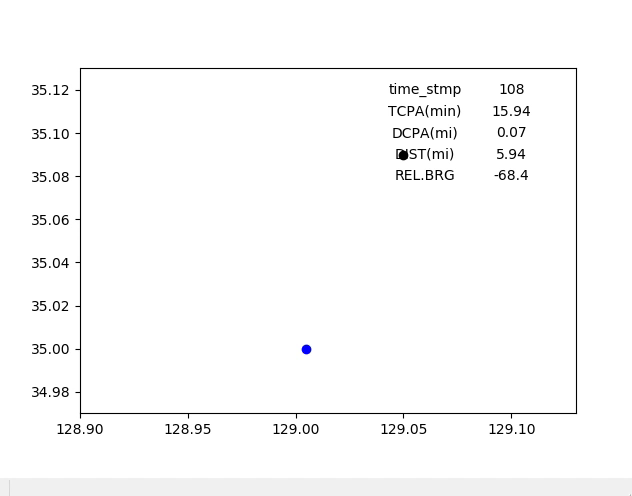 35.12
35.10
35.08
35.06
35.04
35.02
35.00
34.98
128.90 128.95 129.00 129.05 129.10
time_stmp 108
TCPA(min) 15.94
DCPA(mi) 0.07
DIST(mi) 5.94
REL.BRG -68.4